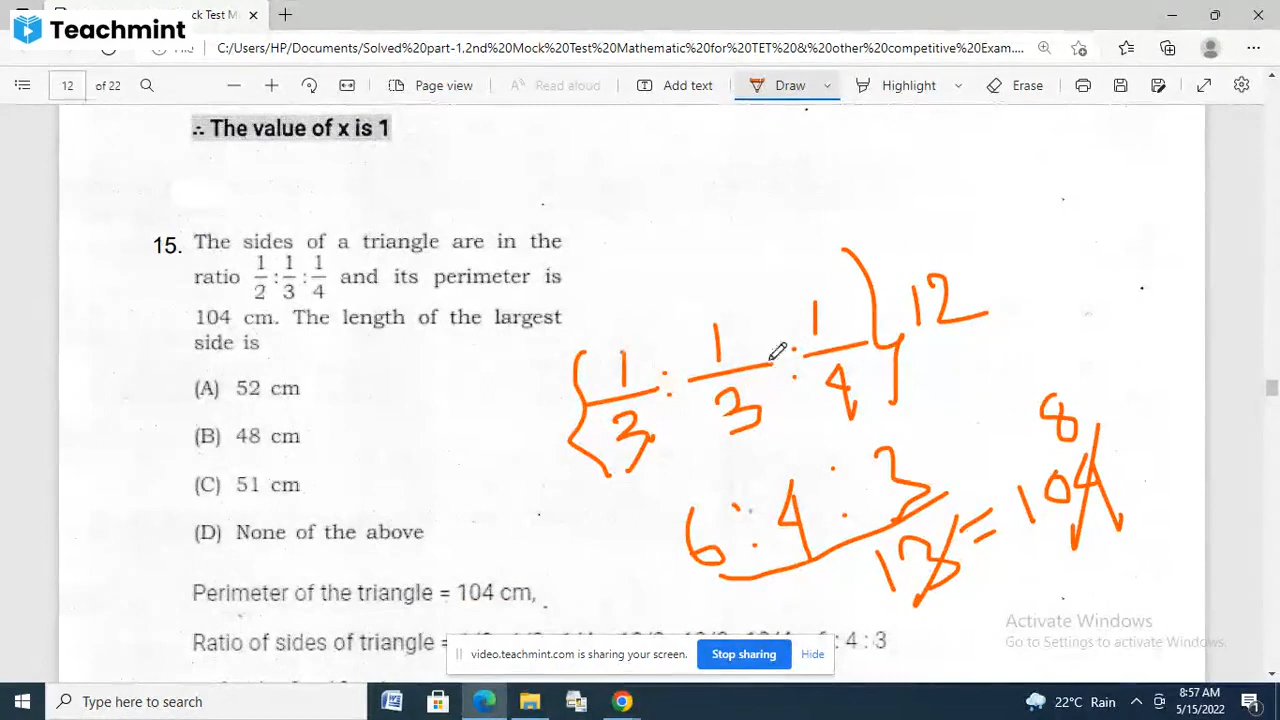 Teachmint
ck Test M
C:/Users/HP/Documents/Solved%20part-1,2nd%20Mock%20Test%20Mathematic%20for%20TET%20&%20other%20competitive%20Exam....
12 of 22
Page view
Read aloud
Add text
Draw
Highlight
Erase
∴ The value of x is 1
15. The sides of a triangle are in the
ratio 1/2 : 1/3 : 1/4 and its perimeter is
104 cm. The length of the largest
side is
(A) 52 cm
(B) 48 cm
(C) 51 cm
(D) None of the above
1/3 : 1/3 : 1/4
12
6 : 4 : 3
13 = 104
8
Perimeter of the triangle = 104 cm,
Ratio of sides of triangle =
: 4 : 3
video.teachmint.com is sharing your screen.
Stop sharing
Hide
Activate Windows
Go to Settings to activate Windows.
Type here to search
22°C Rain
8:57 AM
5/15/2022